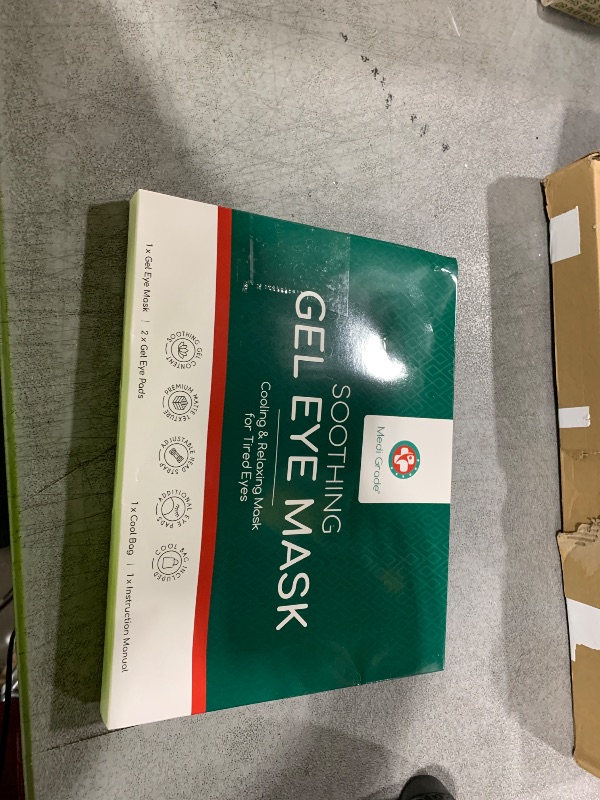 Medi Grade®
SOOTHING
GEL EYE MASK
Cooling & Relaxing Mask
for Tired Eyes
SOOTHING GEL CONTENT
PREMIUM MATTE TEXTURE
ADJUSTABLE HEAD STRAP
ADDITIONAL EYE PADS
COOL BAG INCLUDED
1 x Gel Eye Mask | 2 x Gel Eye Pads
1 x Cool Bag | 1 x Instruction Manual